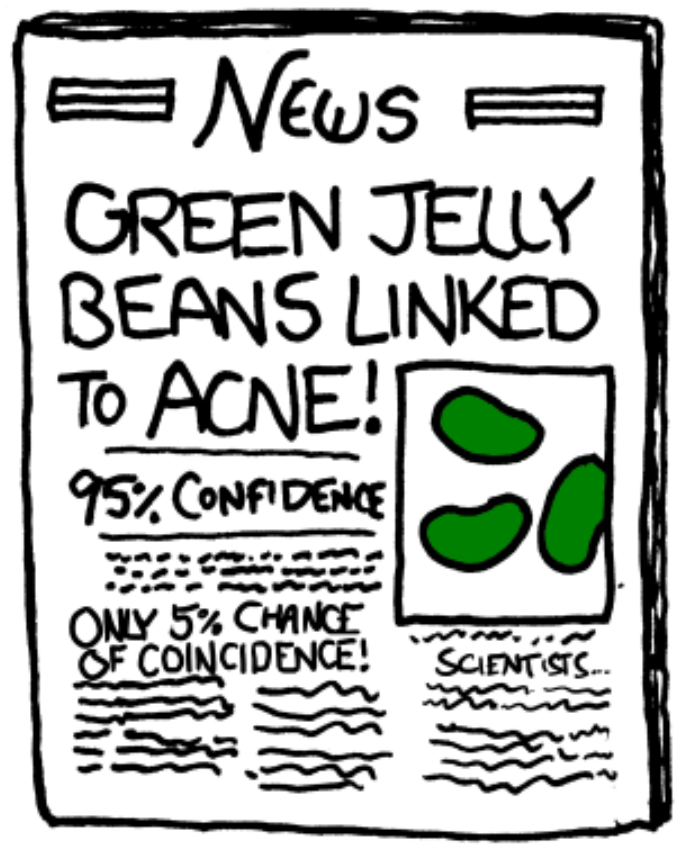 News
GREEN JELLY
BEANS LINKED
TO ACNE!
95% CONFIDENCE
ONLY 5% CHANCE
OF COINCIDENCE!
SCIENTISTS...